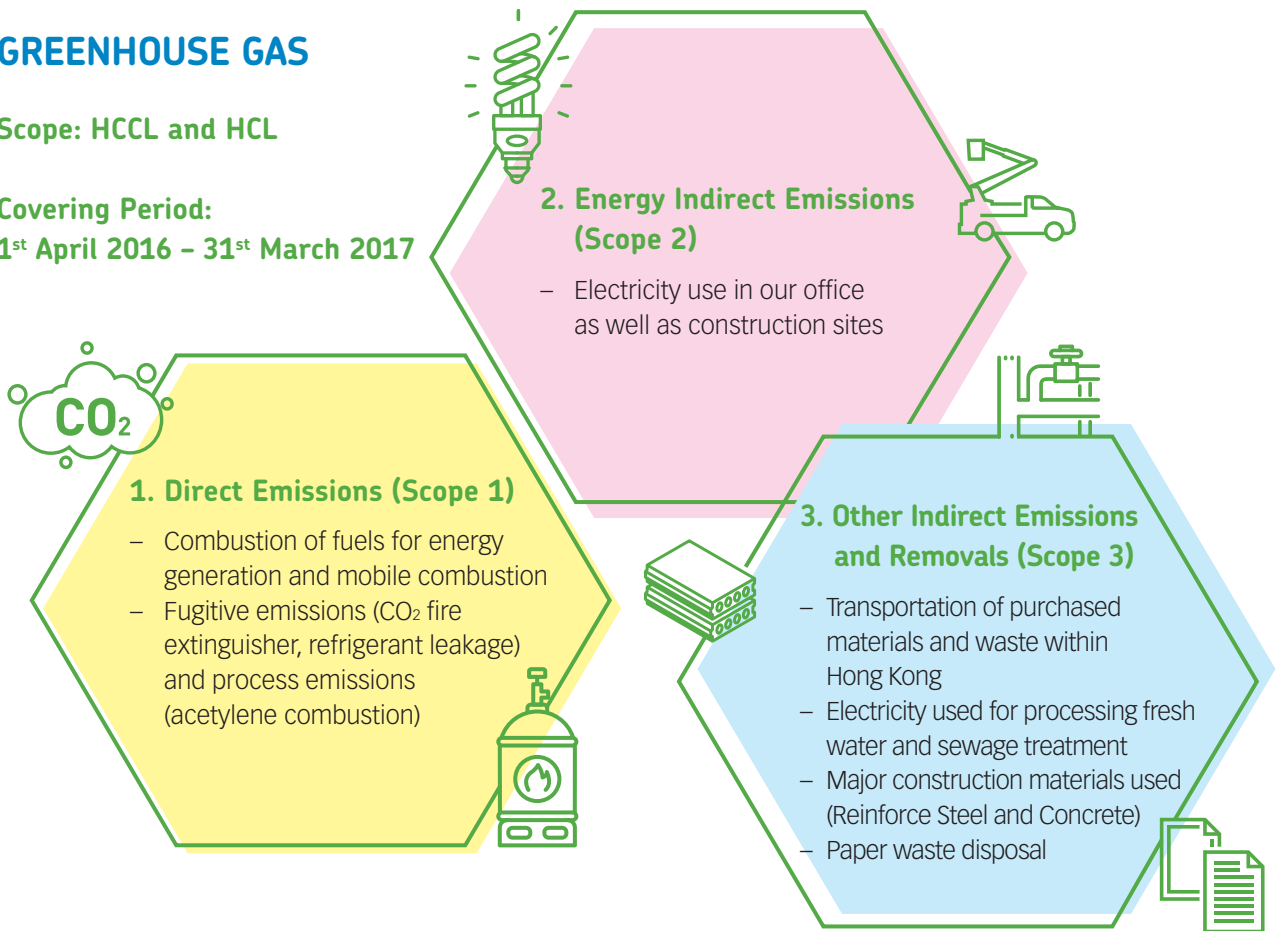 GREENHOUSE GAS
Scope: HCCL and HCL
Covering Period:
1st April 2016 – 31st March 2017
CO2
1. Direct Emissions (Scope 1)
– Combustion of fuels for energy
generation and mobile combustion
– Fugitive emissions (CO2 fire
extinguisher, refrigerant leakage)
and process emissions
(acetylene combustion)
2. Energy Indirect Emissions
(Scope 2)
– Electricity use in our office
as well as construction sites
3. Other Indirect Emissions
and Removals (Scope 3)
– Transportation of purchased
materials and waste within
Hong Kong
– Electricity used for processing fresh
water and sewage treatment
– Major construction materials used
(Reinforce Steel and Concrete)
– Paper waste disposal